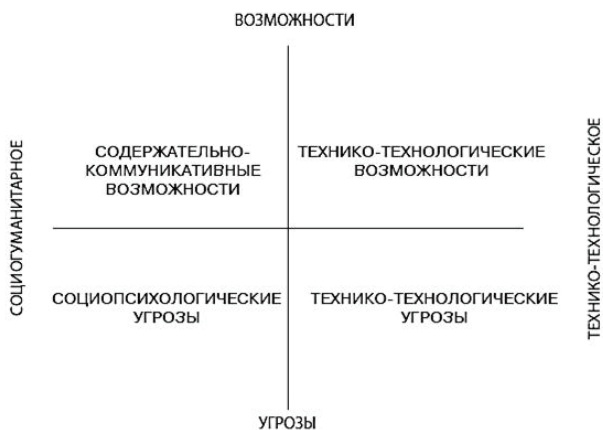 ВОЗМОЖНОСТИ
СОЦИОГУМАНИТАРНОЕ
СОДЕРЖАТЕЛЬНО-
КОММУНИКАТИВНЫЕ
ВОЗМОЖНОСТИ
ТЕХНИКО-ТЕХНОЛОГИЧЕСКИЕ
ВОЗМОЖНОСТИ
ТЕХНИКО-ТЕХНОЛОГИЧЕСКОЕ
СОЦИОПСИХОЛОГИЧЕСКИЕ
УГРОЗЫ
ТЕХНИКО-ТЕХНОЛОГИЧЕСКИЕ
УГРОЗЫ
УГРОЗЫ